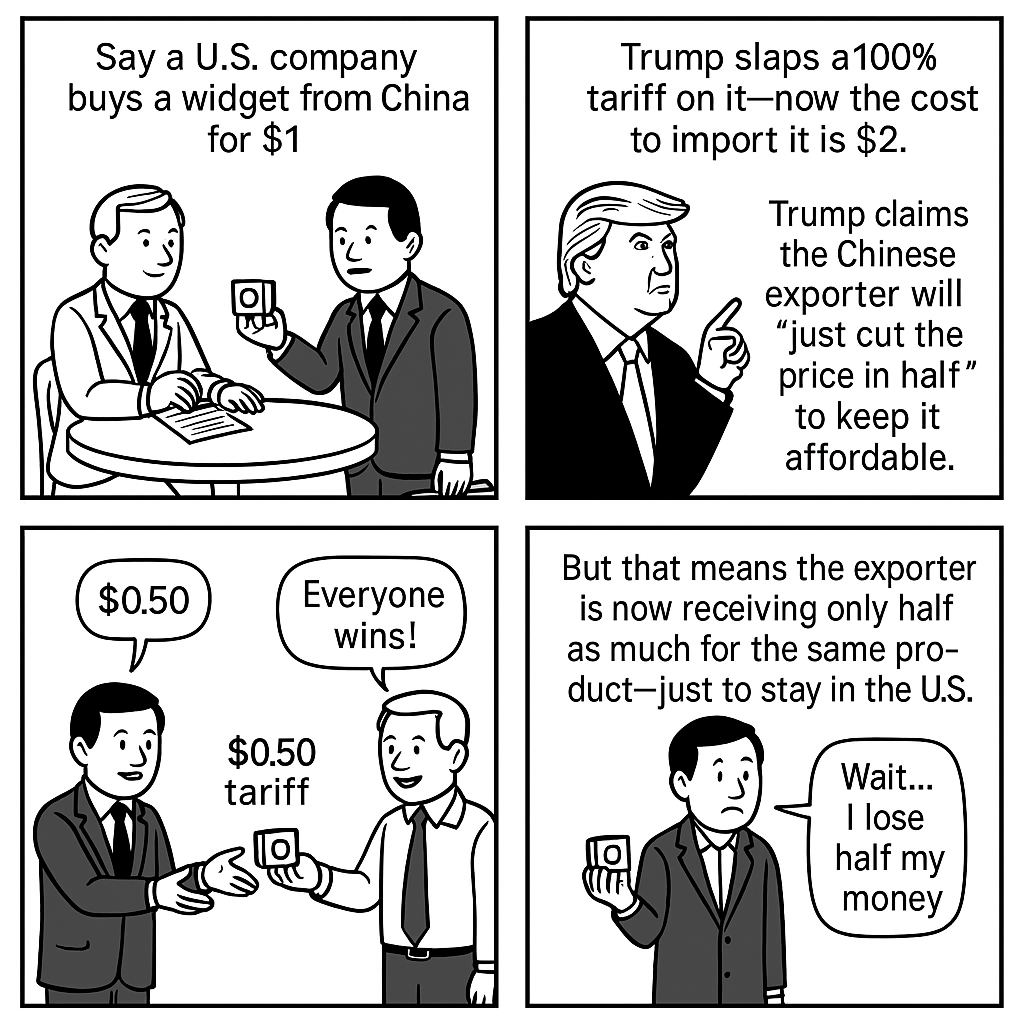 Say a U.S. company
buys a widget from China
for $1
Trump slaps a100%
tariff on it—now the cost
to import it is $2.
Trump claims
the Chinese
exporter will
“just cut the
price in half”
to keep it
affordable.
$0.50
Everyone
wins!
$0.50
tariff
But that means the exporter
is now receiving only half
as much for the same pro–
duct—just to stay in the U.S.
Wait...
I lose
half my
money